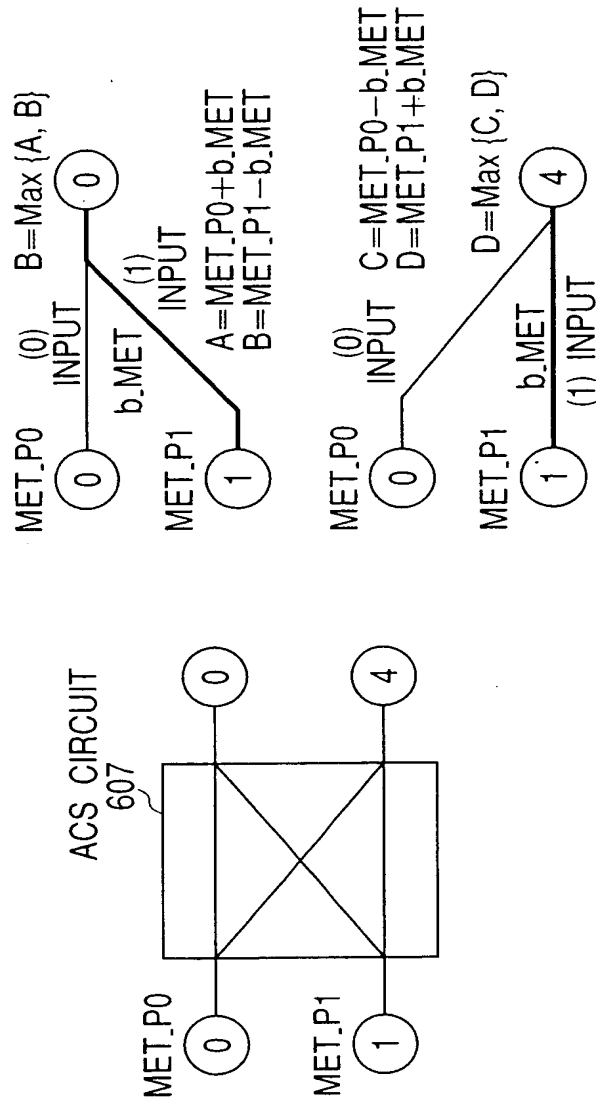 ACS CIRCUIT
607
MET_P0
0
0
MET_P1
1
4
MET_P0
0
(0)
INPUT
B=Max {A, B}
0
b_MET
(1)
INPUT
MET_P1
1
A=MET_P0+b_MET
B=MET_P1-b_MET
MET_P0
0
(0)
INPUT
C=MET_P0-b_MET
D=MET_P1+b_MET
D=Max {C, D}
MET_P1
1
b_MET
(1) INPUT
4